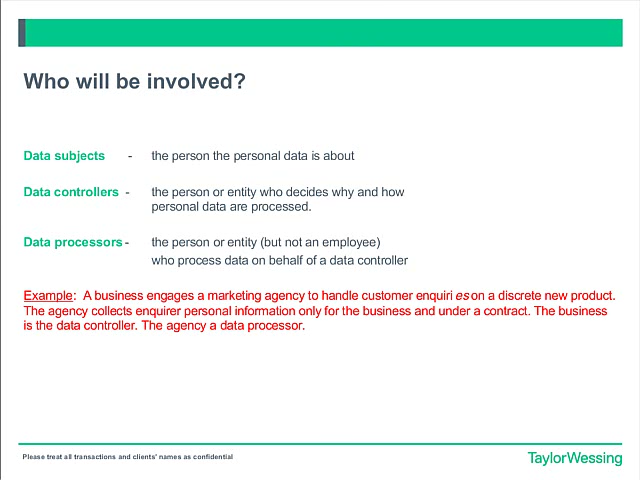 Who will be involved?
Data subjects - the person the personal data is about
Data controllers - the person or entity who decides why and how
personal data are processed.
Data processors - the person or entity (but not an employee)
who process data on behalf of a data controller
Example: A business engages a marketing agency to handle customer enquiri es on a discrete new product.
The agency collects enquirer personal information only for the business and under a contract. The business
is the data controller. The agency a data processor.
Please treat all transactions and clients' names as confidential
TaylorWessing